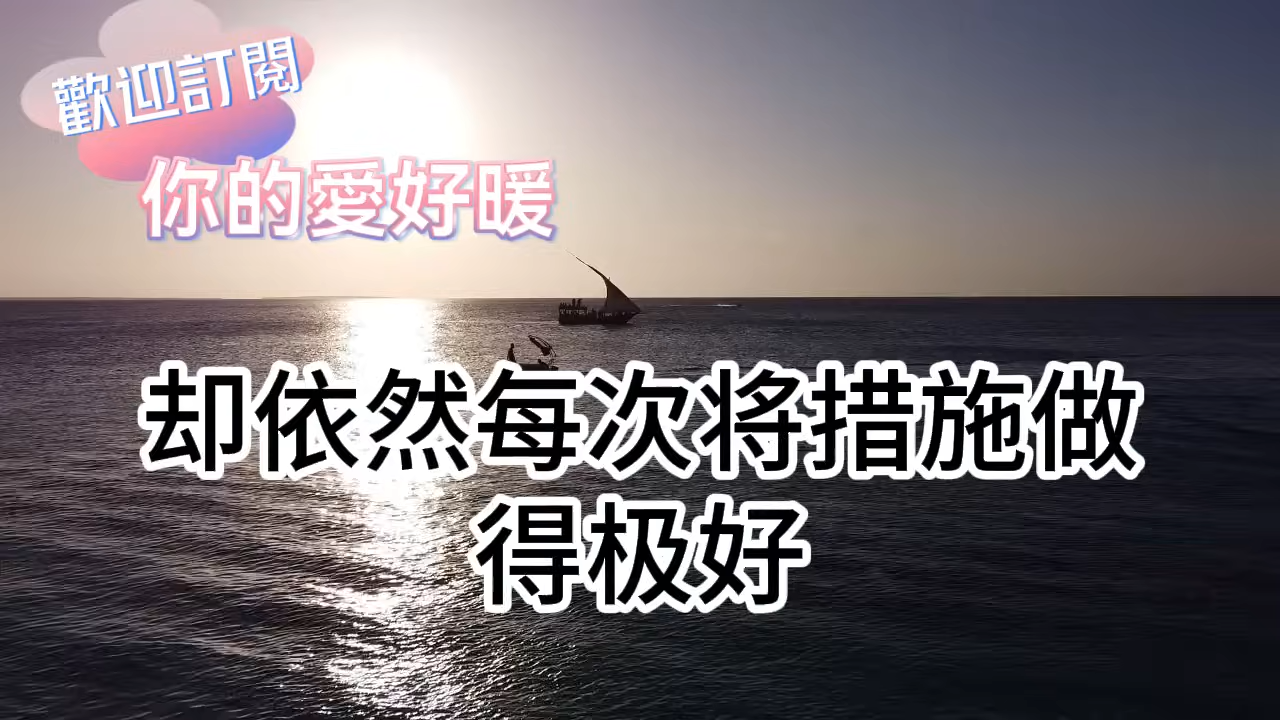 歡迎訂閱
你的愛好暖
却依然每次将措施做
得极好